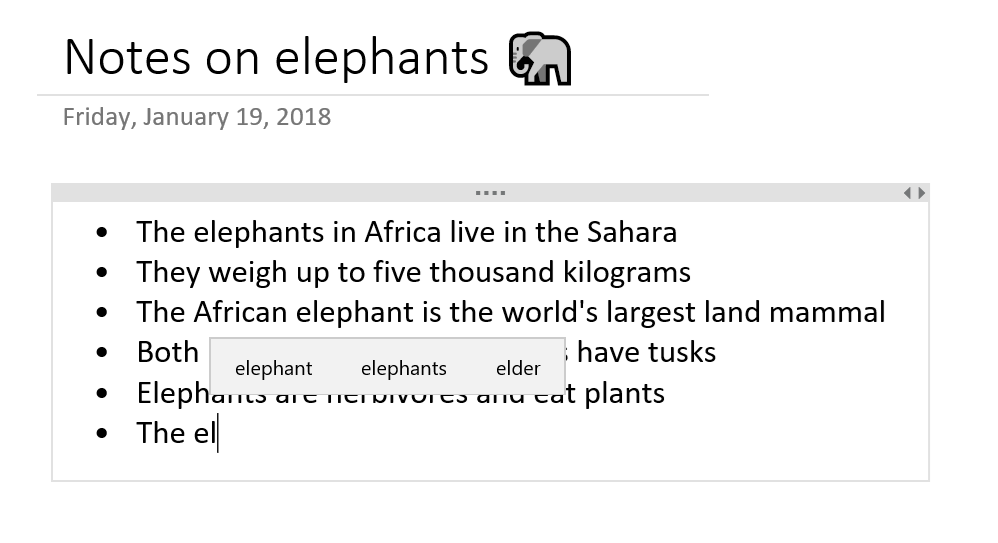 Notes on elephants
Friday, January 19, 2018
• The elephants in Africa live in the Sahara
• They weigh up to five thousand kilograms
• The African elephant is the world's largest land mammal
• Both have tusks
elephant elephants elder
• Elephants are herbivores and eat plants
• The el